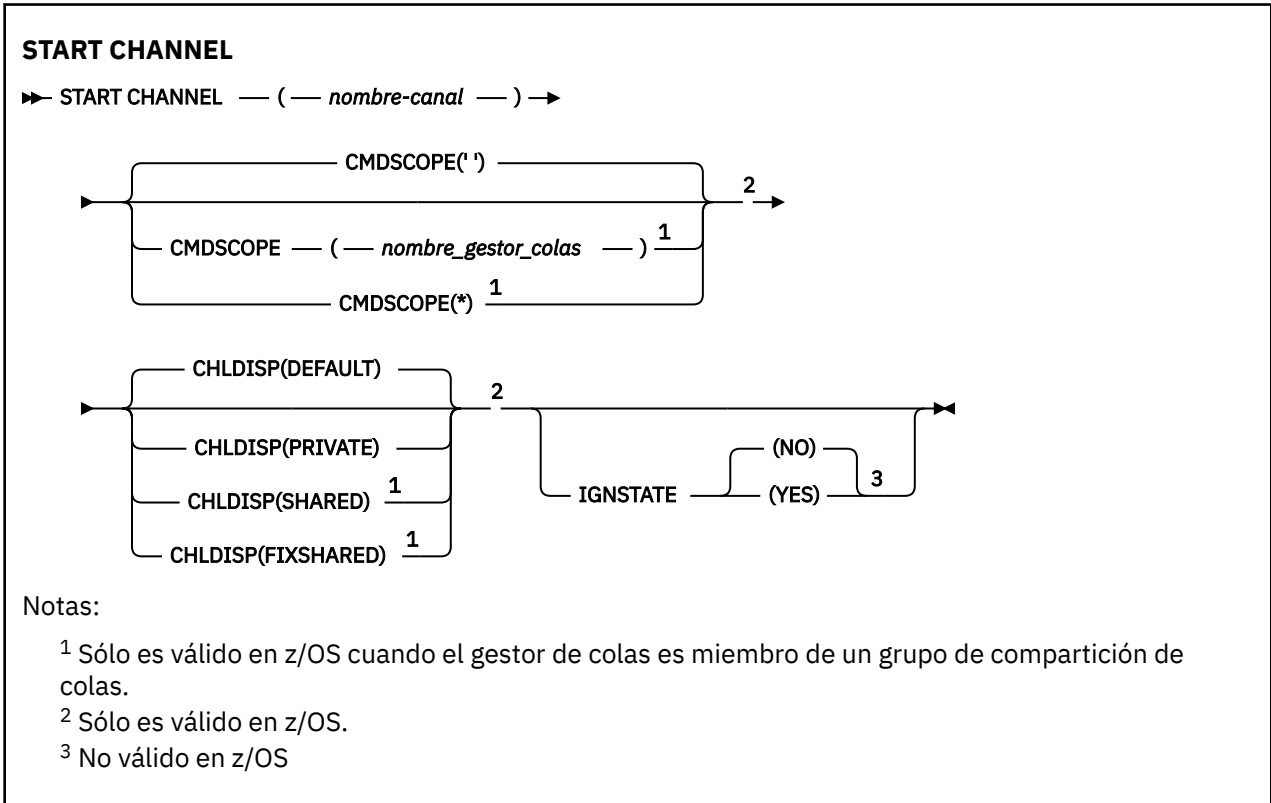 START CHANNEL
START CHANNEL ( nombre-canal )
CMDSCOPE(' ')
2
CMDSCOPE ( nombre_gestor_colas ) 1
CMDSCOPE(*) 1
CHLDISP(DEFAULT)
2
CHLDISP(PRIVATE)
CHLDISP(SHARED) 1
CHLDISP(FIXSHARED) 1
(NO)
IGNSTATE (YES) 3
Notas:
1 Sólo es válido en z/OS cuando el gestor de colas es miembro de un grupo de compartición de
colas.
2 Sólo es válido en z/OS.
3 No válido en z/OS